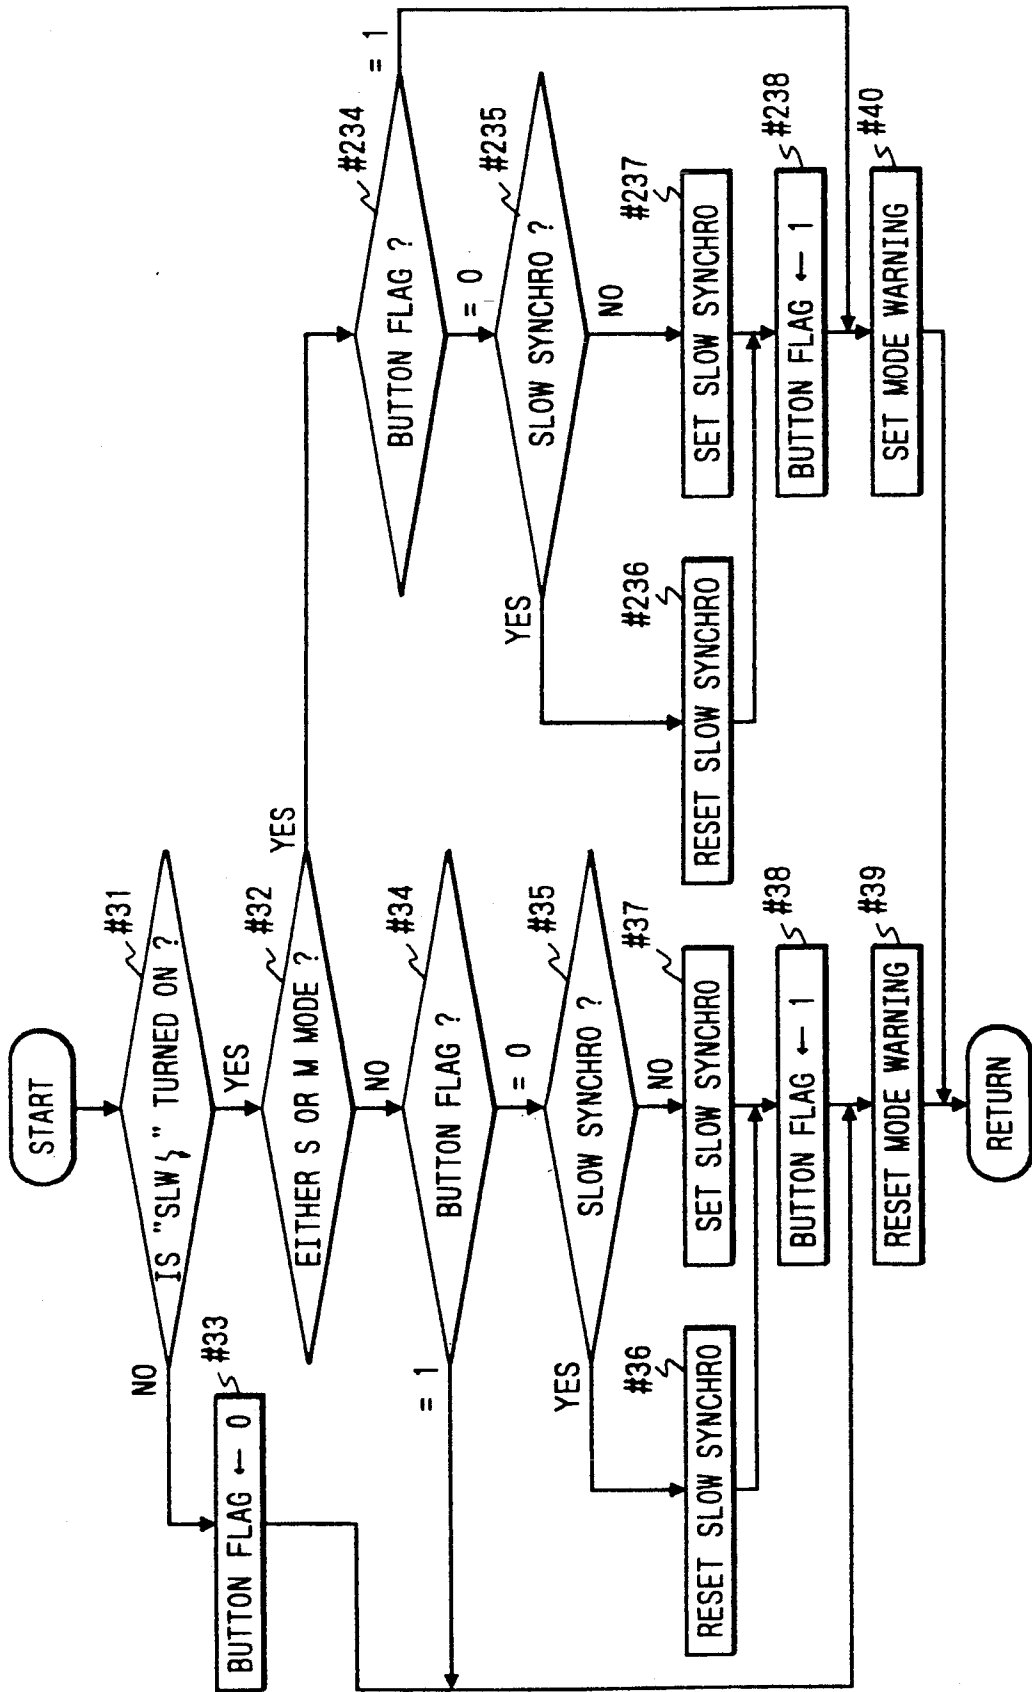 START
#31
IS "SLW⚡" TURNED ON ?
NO
YES
#33
BUTTON FLAG ← 0
#32
EITHER S OR M MODE ?
YES
NO
#34
BUTTON FLAG ?
= 1
= 0
#35
SLOW SYNCHRO ?
YES
NO
#36
RESET SLOW SYNCHRO
#37
SET SLOW SYNCHRO
#38
BUTTON FLAG ← 1
#39
RESET MODE WARNING
RETURN
#234
BUTTON FLAG ?
= 1
= 0
#235
SLOW SYNCHRO ?
YES
NO
#236
RESET SLOW SYNCHRO
#237
SET SLOW SYNCHRO
#238
BUTTON FLAG ← 1
#40
SET MODE WARNING